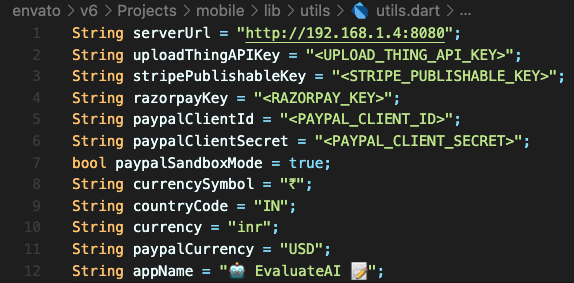 envato > v6 > Projects > mobile > lib > utils > utils.dart > ...
1 String serverUrl = "http://192.168.1.4:8080";
2 String uploadThingAPIKey = "<UPLOAD_THING_API_KEY>";
3 String stripePublishableKey = "<STRIPE_PUBLISHABLE_KEY>";
4 String razorpayKey = "<RAZORPAY_KEY>";
5 String paypalClientId = "<PAYPAL_CLIENT_ID>";
6 String paypalClientSecret = "<PAYPAL_CLIENT_SECRET>";
7 bool paypalSandboxMode = true;
8 String currencySymbol = "₹";
9 String countryCode = "IN";
10 String currency = "inr";
11 String paypalCurrency = "USD";
12 String appName = "🤖 EvaluateAI 📝";